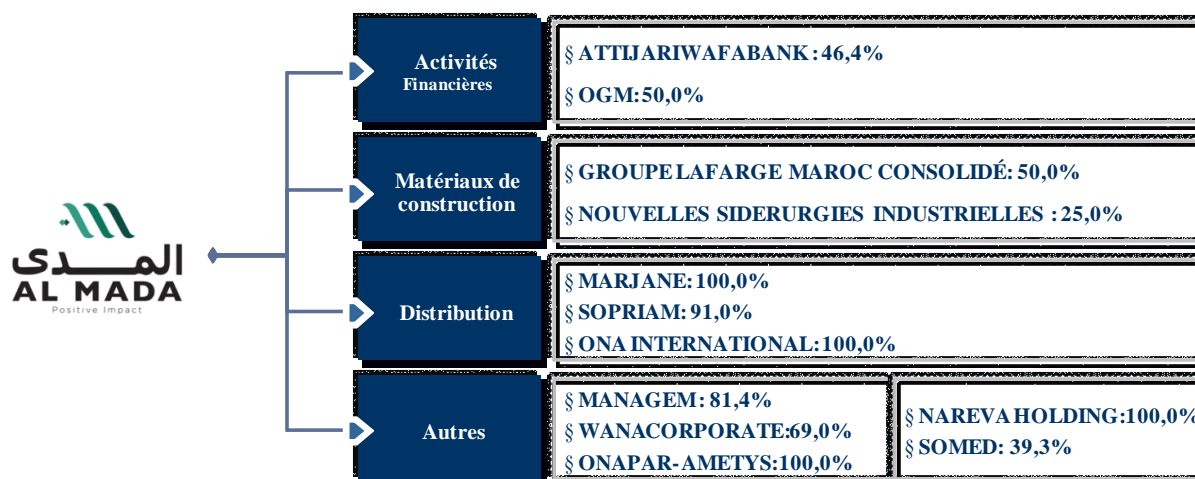 المدى
AL MADA
Positive Impact
Activités
Financières
§ ATTIJARIWAFABANK : 46,4%
§ OGM:50,0%
Matériaux de
construction
§ GROUPE LAFARGE MAROC CONSOLIDÉ: 50,0%
§ NOUVELLES SIDERURGIES INDUSTRIELLES : 25,0%
Distribution
§ MARJANE: 100,0%
§ SOPRIAM: 91,0%
§ ONA INTERNATIONAL: 100,0%
Autres
§ MANAGEM: 81,4%
§ WANACORPORATE:69,0%
§ ONAPAR-AMETYS:100,0%
§ NAREVA HOLDING:100,0%
§ SOMED: 39,3%